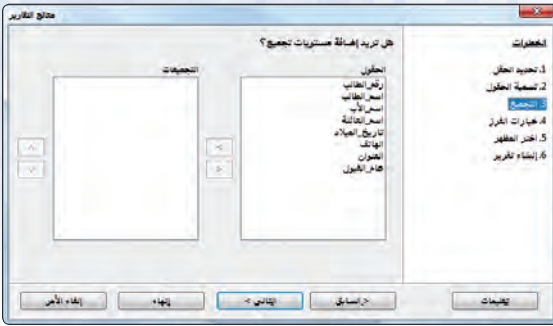 معالج التقارير
الخطوات
1. تحديد الحقل
2. تسمية الحقول
3. التجميع
4. خيارات الفرز
5. اختر المظهر
6. إنشاء تقرير
هل تريد إضافة مستويات تجميع؟
الحقول
رقم_الطالب
اسم_الطالب
اسم_الأب
اسم_العائلة
تاريخ_الميلاد
الهاتف
العنوان
عام_القبول
التجميعات
تعليمات
< السابق
التالي >
إنهاء
إلغاء الأمر